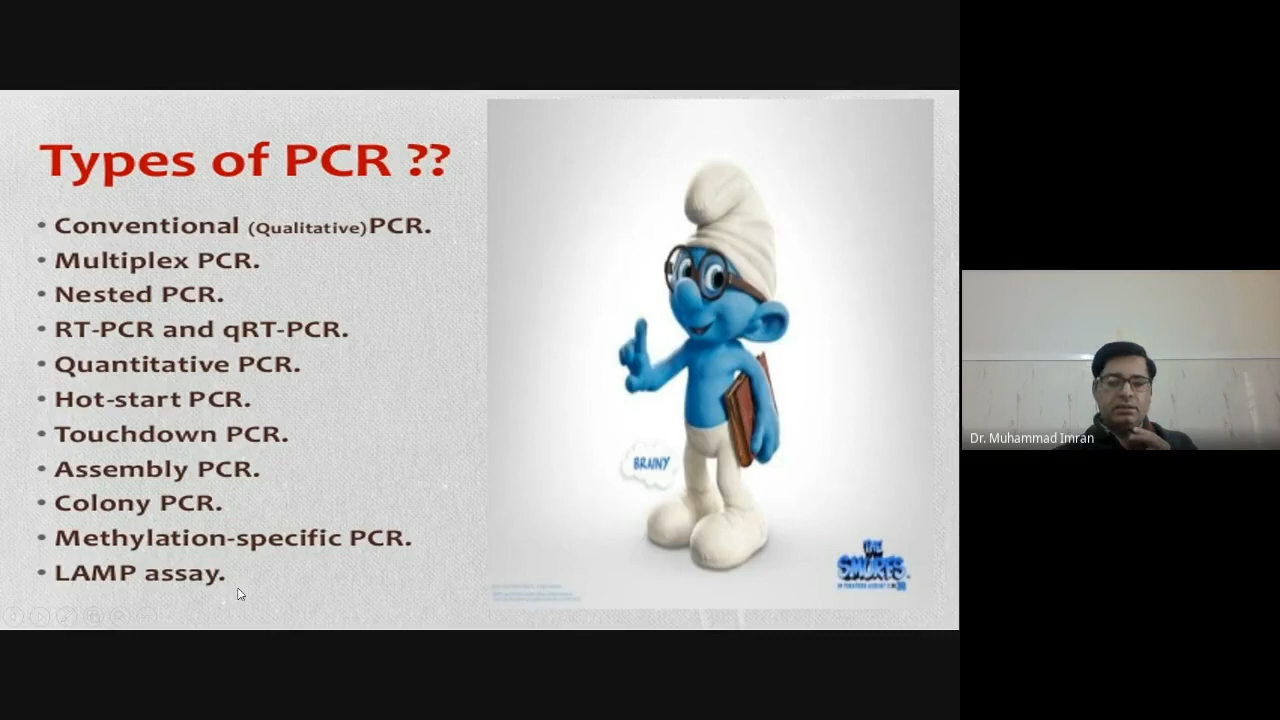 Types of PCR ??
• Conventional (Qualitative)PCR.
• Multiplex PCR.
• Nested PCR.
• RT-PCR and qRT-PCR.
• Quantitative PCR.
• Hot-start PCR.
• Touchdown PCR.
• Assembly PCR.
• Colony PCR.
• Methylation-specific PCR.
• LAMP assay.
BRAINY
THE
SMURFS
Dr. Muhammad Imran